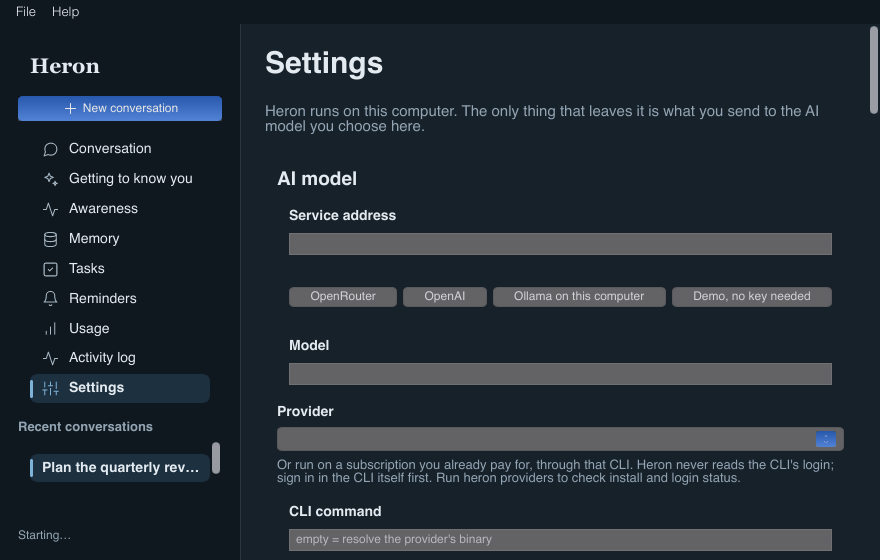 File Help
Heron
New conversation
Conversation
Getting to know you
Awareness
Memory
Tasks
Reminders
Usage
Activity log
Settings
Recent conversations
Plan the quarterly rev...
Starting...
Settings
Heron runs on this computer. The only thing that leaves it is what you send to the AI
model you choose here.
AI model
Service address
OpenRouter OpenAI Ollama on this computer Demo, no key needed
Model
Provider
Or run on a subscription you already pay for, through that CLI. Heron never reads the CLI's login;
sign in in the CLI itself first. Run heron providers to check install and login status.
CLI command
empty = resolve the provider's binary